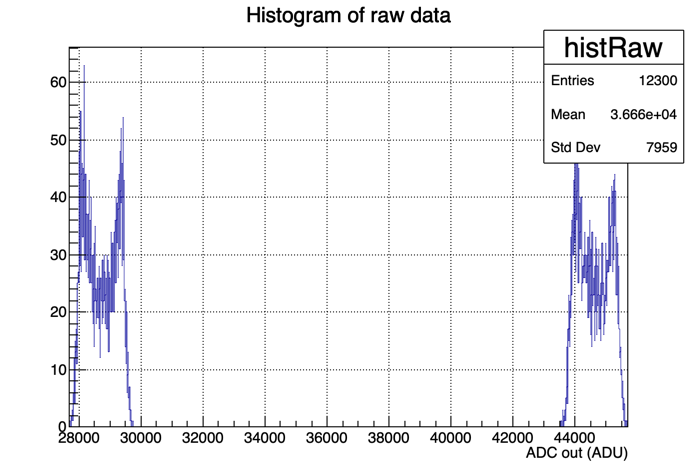 Histogram of raw data
histRaw
Entries 12300
Mean 3.666e+04
Std Dev 7959
60
50
40
30
20
10
0
28000 30000 32000 34000 36000 38000 40000 42000 44000
ADC out (ADU)